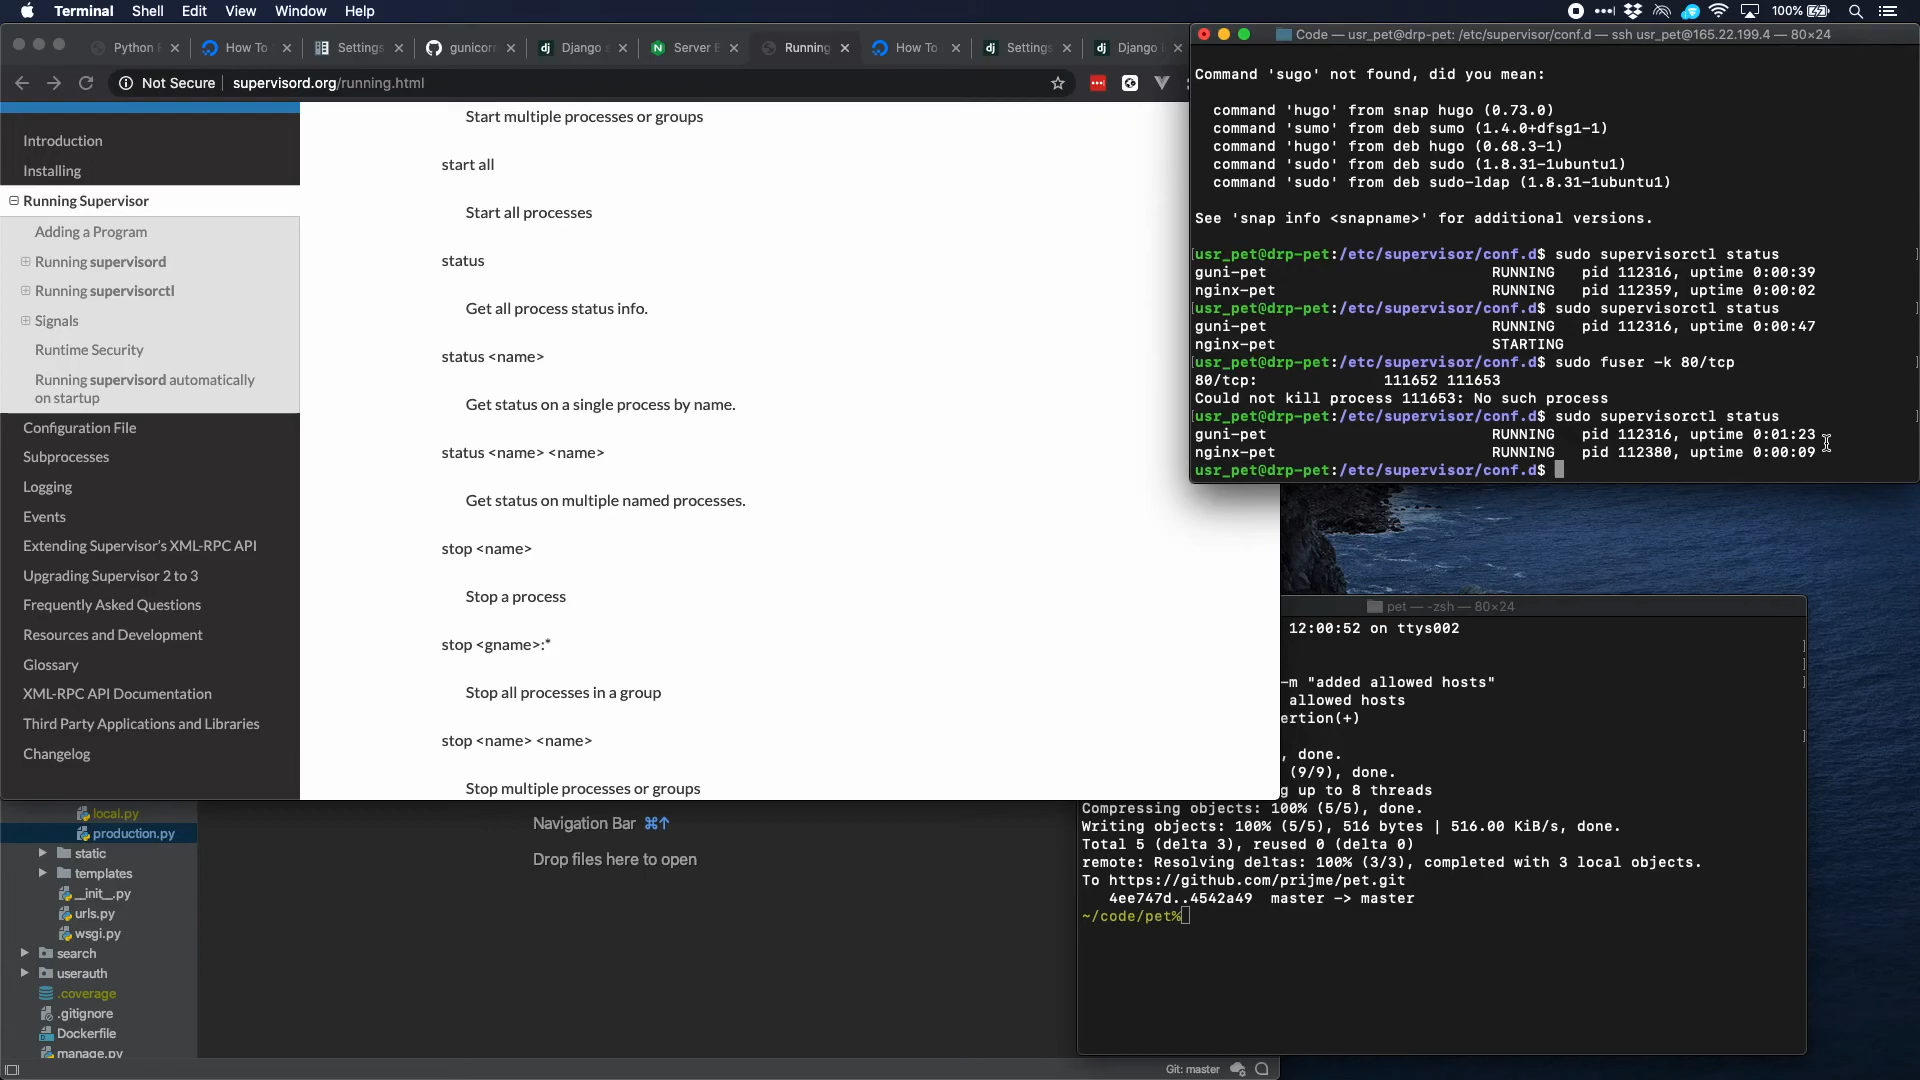 Terminal Shell Edit View Window Help
100%
Python
How To
Settings
gunicorn
Django s
Server
Running
How To
Settings
Django
Not Secure supervisord.org/running.html
Introduction
Installing
Running Supervisor
Adding a Program
Running supervisord
Running supervisorctl
Signals
Runtime Security
Running supervisord automatically
on startup
Configuration File
Subprocesses
Logging
Events
Extending Supervisor's XML-RPC API
Upgrading Supervisor 2 to 3
Frequently Asked Questions
Resources and Development
Glossary
XML-RPC API Documentation
Third Party Applications and Libraries
Changelog
Start multiple processes or groups
start all
Start all processes
status
Get all process status info.
status <name>
Get status on a single process by name.
status <name> <name>
Get status on multiple named processes.
stop <name>
Stop a process
stop <gname>:*
Stop all processes in a group
stop <name> <name>
Stop multiple processes or groups
Code — usr_pet@drp-pet: /etc/supervisor/conf.d — ssh usr_pet@165.22.199.4 — 80×24
Command 'sugo' not found, did you mean:
command 'hugo' from snap hugo (0.73.0)
command 'sumo' from deb sumo (1.4.0+dfsg1-1)
command 'hugo' from deb hugo (0.68.3-1)
command 'sudo' from deb sudo (1.8.31-1ubuntu1)
command 'sudo' from deb sudo-ldap (1.8.31-1ubuntu1)
See 'snap info <snapname>' for additional versions.
[usr_pet@drp-pet:/etc/supervisor/conf.d$ sudo supervisorctl status ]
guni-pet RUNNING pid 112316, uptime 0:00:39
nginx-pet RUNNING pid 112359, uptime 0:00:02
[usr_pet@drp-pet:/etc/supervisor/conf.d$ sudo supervisorctl status ]
guni-pet RUNNING pid 112316, uptime 0:00:47
nginx-pet STARTING
[usr_pet@drp-pet:/etc/supervisor/conf.d$ sudo fuser -k 80/tcp ]
80/tcp: 111652 111653
Could not kill process 111653: No such process
[usr_pet@drp-pet:/etc/supervisor/conf.d$ sudo supervisorctl status ]
guni-pet RUNNING pid 112316, uptime 0:01:23
nginx-pet RUNNING pid 112380, uptime 0:00:09
usr_pet@drp-pet:/etc/supervisor/conf.d$
pet — -zsh — 80×24
12:00:52 on ttys002
]
]
-m "added allowed hosts" ]
allowed hosts
ertion(+)
]
, done.
(9/9), done.
g up to 8 threads
Compressing objects: 100% (5/5), done.
Writing objects: 100% (5/5), 516 bytes | 516.00 KiB/s, done.
Total 5 (delta 3), reused 0 (delta 0)
remote: Resolving deltas: 100% (3/3), completed with 3 local objects.
To https://github.com/prijme/pet.git
4ee747d..4542a49 master -> master
~/code/pet%
local.py
production.py
static
templates
__init__.py
urls.py
wsgi.py
search
userauth
.coverage
.gitignore
Dockerfile
manage.py
Navigation Bar ⌘↑
Drop files here to open
Git: master